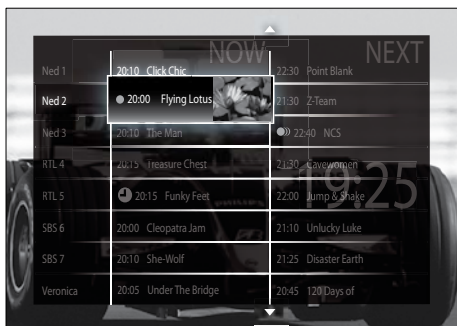 NOW NEXT
Ned 1 20:10 Click Chic 22:30 Point Blank
Ned 2 20:00 Flying Lotus 21:30 Z-Team
Ned 3 20:10 The Man 22:40 NCS
RTL 4 20:15 Treasure Chest 21:30 Cavewomen
19:25
RTL 5 20:15 Funky Feet 22:00 Jump & Shake
PHILIPS
SBS 6 20:00 Cleopatra Jam 21:10 Unlucky Luke
SBS 7 20:10 She-Wolf 21:25 Disaster Earth
Veronica 20:05 Under The Bridge 20:45 120 Days of